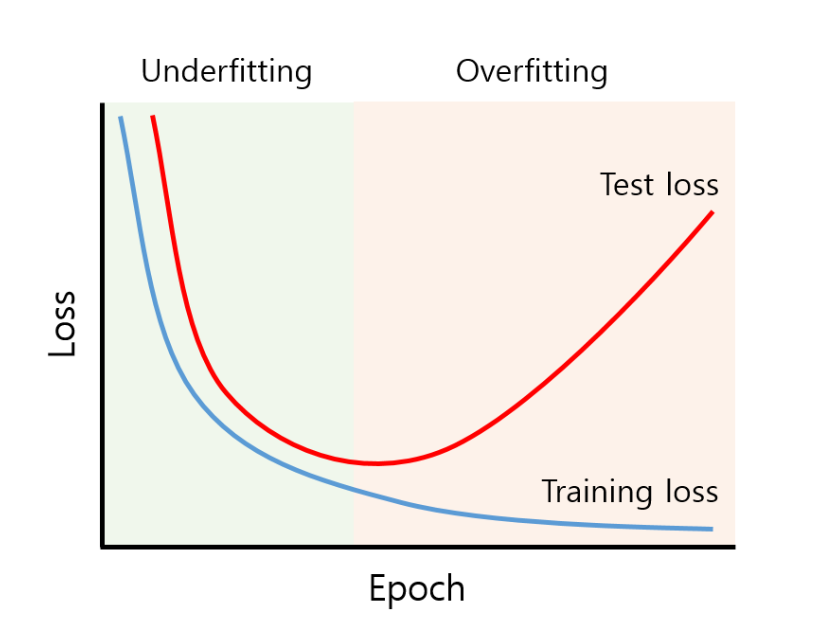 Underfitting
Overfitting
Test loss
Loss
Training loss
Epoch